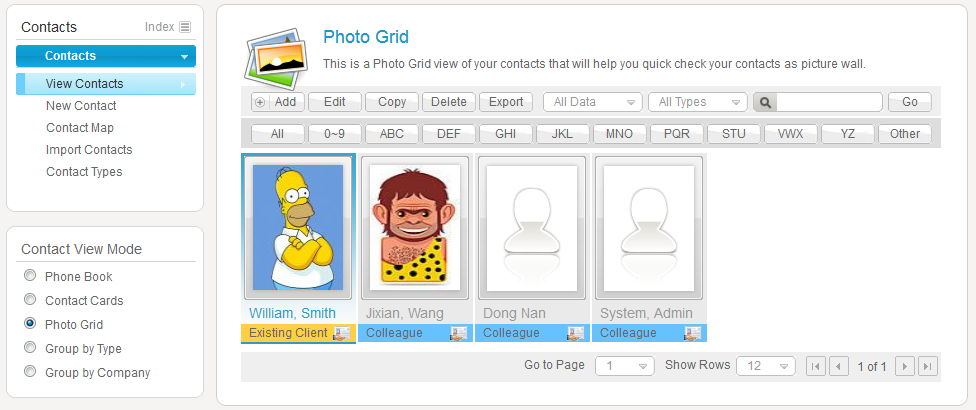 Contacts Index
Contacts
View Contacts
New Contact
Contact Map
Import Contacts
Contact Types
Contact View Mode
Phone Book
Contact Cards
Photo Grid
Group by Type
Group by Company
Photo Grid
This is a Photo Grid view of your contacts that will help you quick check your contacts as picture wall.
Add Edit Copy Delete Export All Data All Types Go
All 0~9 ABC DEF GHI JKL MNO PQR STU VWX YZ Other
William, Smith Jixian, Wang Dong Nan System, Admin
Existing Client Colleague Colleague Colleague
Go to Page 1 Show Rows 12 1 of 1